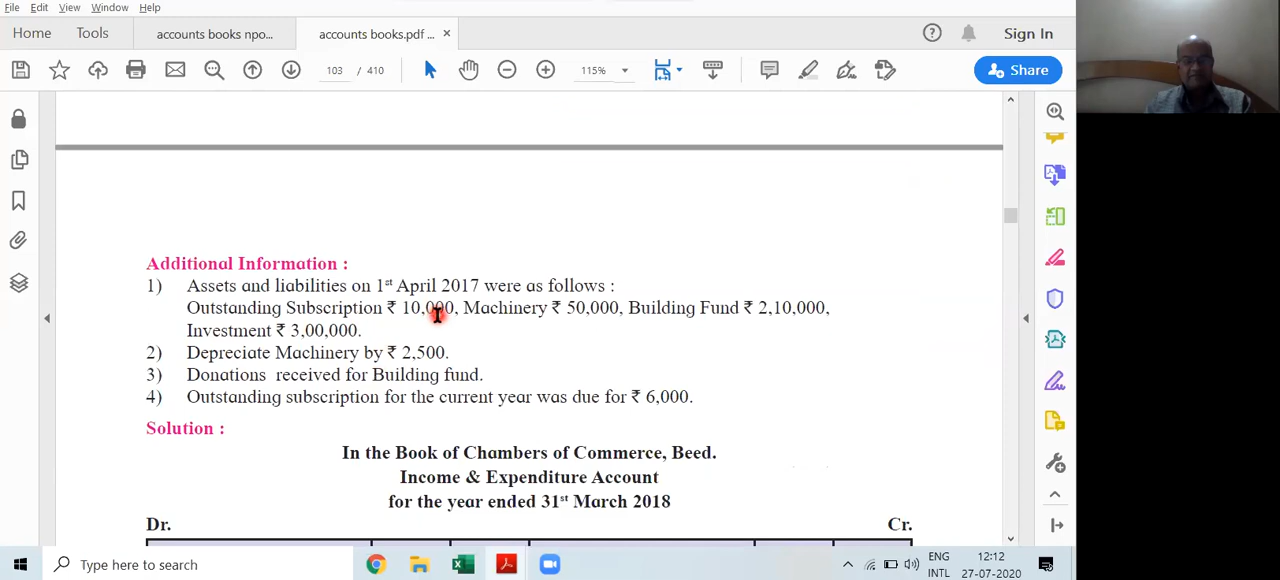 File Edit View Window Help
Home Tools accounts books npo... accounts books.pdf ... × Sign In
103 / 410 115% Share
Additional Information :
1) Assets and liabilities on 1st April 2017 were as follows :
Outstanding Subscription ₹ 10,000, Machinery ₹ 50,000, Building Fund ₹ 2,10,000,
Investment ₹ 3,00,000.
2) Depreciate Machinery by ₹ 2,500.
3) Donations received for Building fund.
4) Outstanding subscription for the current year was due for ₹ 6,000.
Solution :
In the Book of Chambers of Commerce, Beed.
Income & Expenditure Account
for the year ended 31st March 2018
Dr. Cr.
Type here to search
ENG 12:12
INTL 27-07-2020